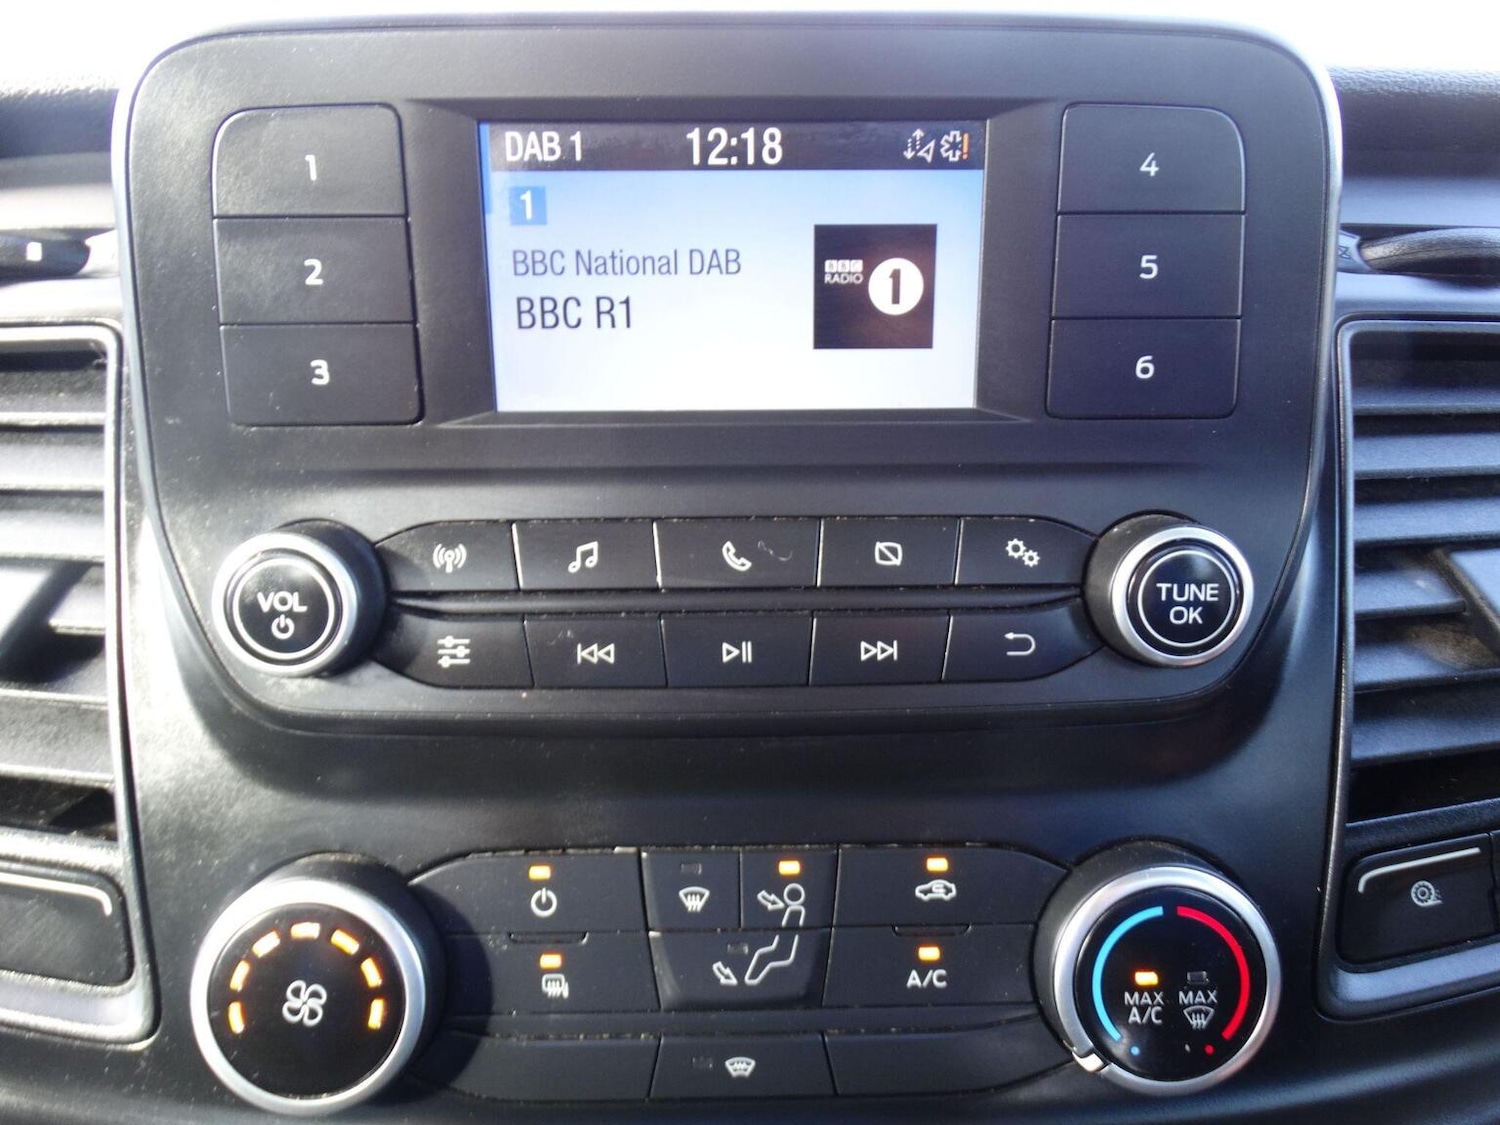 DAB 1 12:18
1
BBC National DAB
BBC R1
BBC
RADIO 1
1
2
3
4
5
6
VOL
TUNE
OK
A/C
MAX MAX
A/C